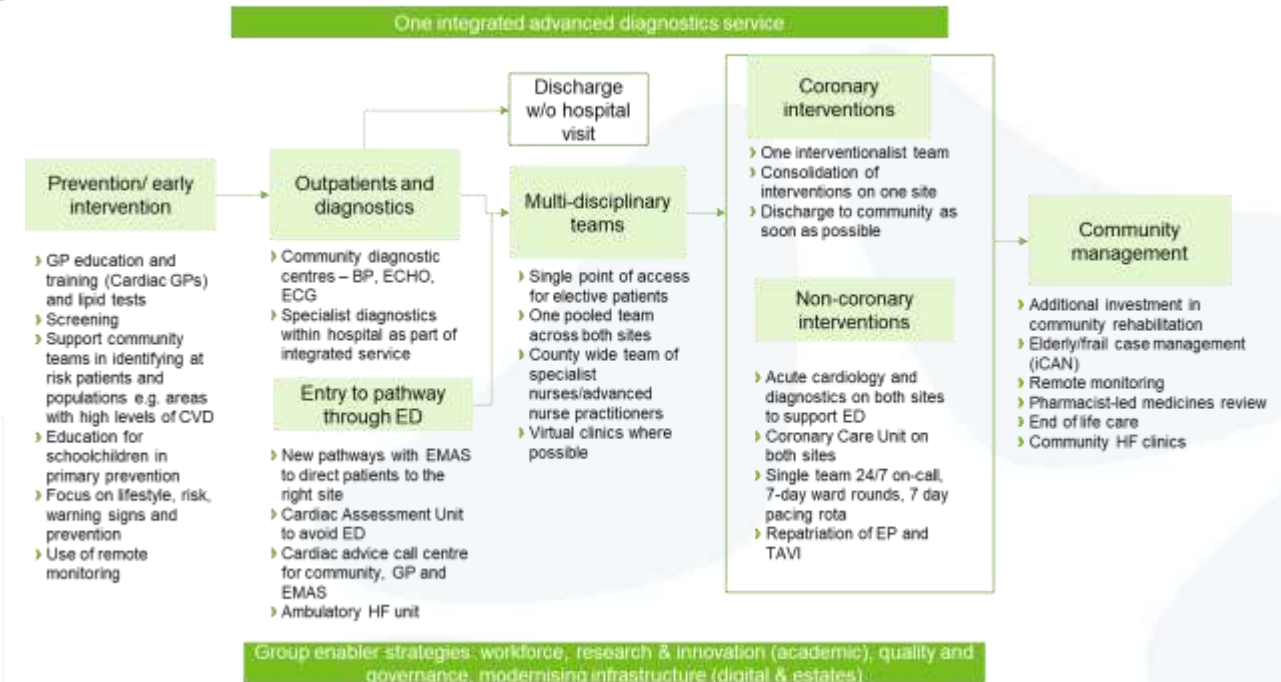 One integrated advanced diagnostics service
Discharge
w/o hospital
visit
Prevention/ early
intervention
› GP education and
training (Cardiac GPs)
and lipid tests
› Screening
› Support community
teams in identifying at
risk patients and
populations e.g. areas
with high levels of CVD
› Education for
schoolchildren in
primary prevention
› Focus on lifestyle, risk,
warning signs and
prevention
› Use of remote
monitoring
Outpatients and
diagnostics
› Community diagnostic
centres – BP, ECHO,
ECG
› Specialist diagnostics
within hospital as part of
integrated service
Entry to pathway
through ED
› New pathways with EMAS
to direct patients to the
right site
› Cardiac Assessment Unit
to avoid ED
› Cardiac advice call centre
for community, GP and
EMAS
› Ambulatory HF unit
Multi-disciplinary
teams
› Single point of access
for elective patients
› One pooled team
across both sites
› County wide team of
specialist
nurses/advanced
nurse practitioners
› Virtual clinics where
possible
Coronary
interventions
› One interventionalist team
› Consolidation of
interventions on one site
› Discharge to community as
soon as possible
Non-coronary
interventions
› Acute cardiology and
diagnostics on both sites
to support ED
› Coronary Care Unit on
both sites
› Single team 24/7 on-call,
7-day ward rounds, 7 day
pacing rota
› Repatriation of EP and
TAVI
Community
management
› Additional investment in
community rehabilitation
› Elderly/frail case management
(iCAN)
› Remote monitoring
› Pharmacist-led medicines review
› End of life care
› Community HF clinics
Group enabler strategies: workforce, research & innovation (academic), quality and
governance, modernising infrastructure (digital & estates)